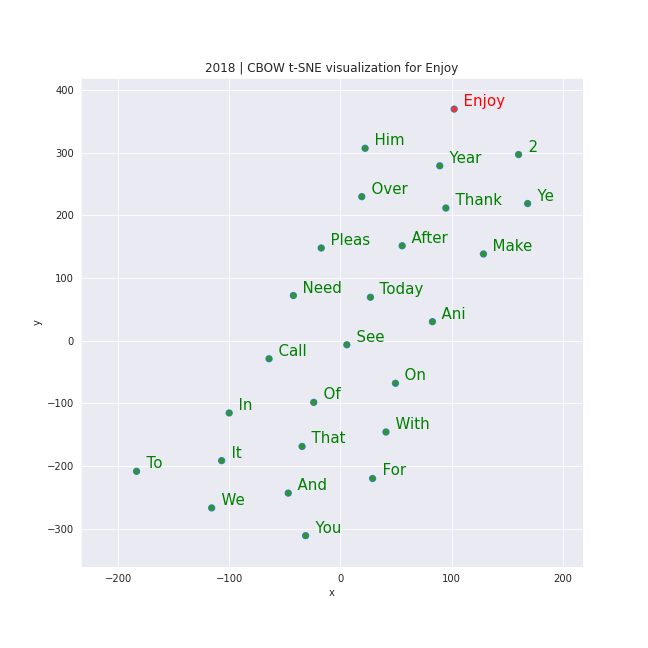 2018 | CBOW t-SNE visualization for Enjoy
400
300
200
100
0
−100
−200
−300
y
Enjoy
Him
2
Year
Over
Ye
Thank
After
Pleas
Make
Need
Today
Ani
See
Call
On
Of
In
With
That
It
To
For
And
We
You
−200
−100
0
100
200
x